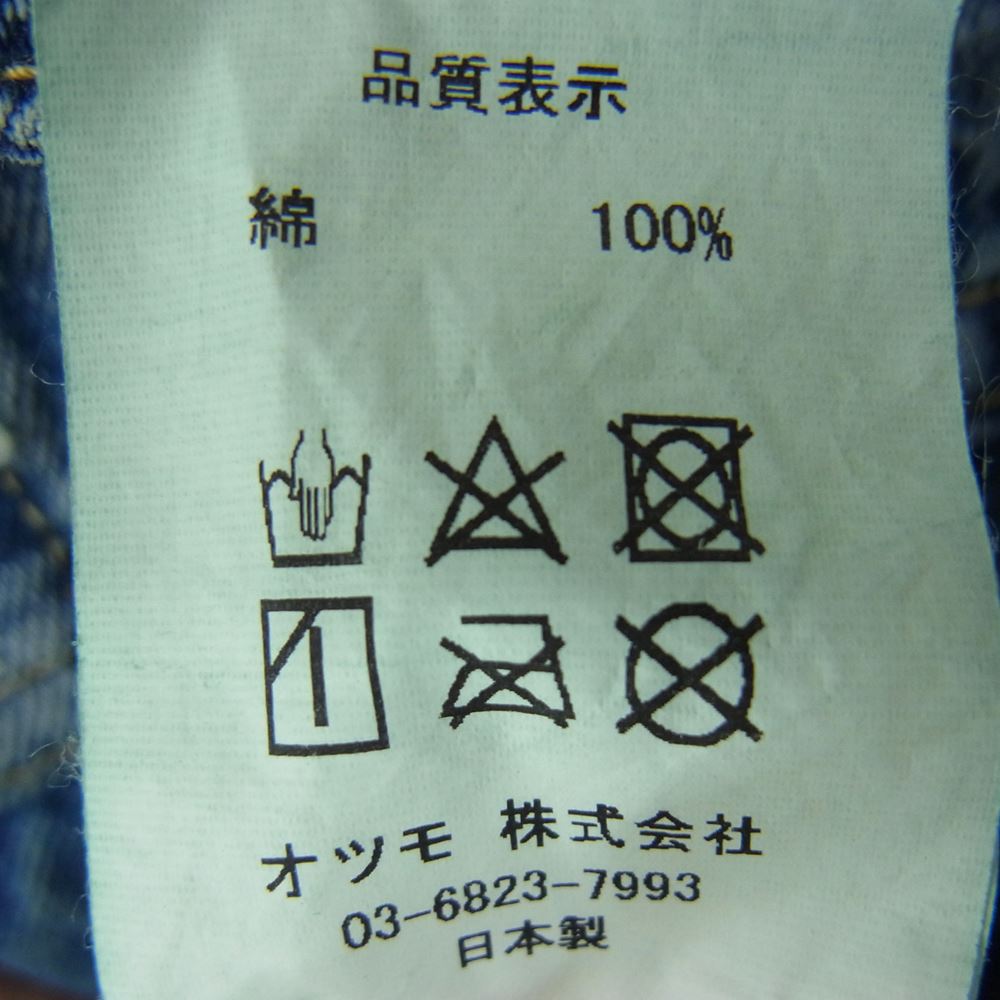 品質表示
綿 100%
オツモ 株式会社
03-6823-7993
日本製